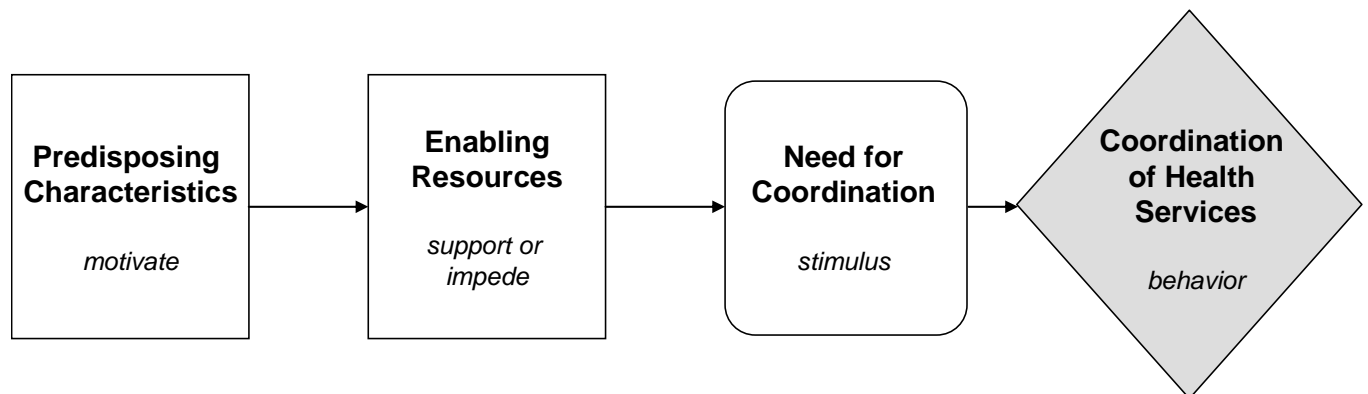 Predisposing
Characteristics
motivate
Enabling
Resources
support or
impede
Need for
Coordination
stimulus
Coordination
of Health
Services
behavior